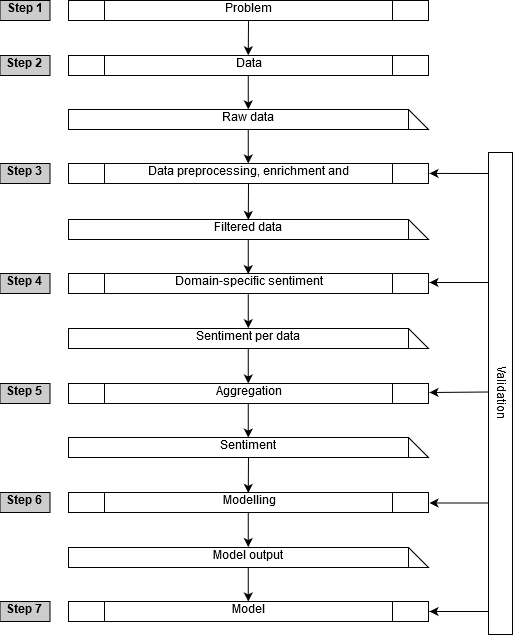 Step 1
Problem
Step 2
Data
Raw data
Step 3
Data preprocessing, enrichment and
Filtered data
Step 4
Domain-specific sentiment
Sentiment per data
Step 5
Aggregation
Sentiment
Step 6
Modelling
Model output
Step 7
Model
Validation